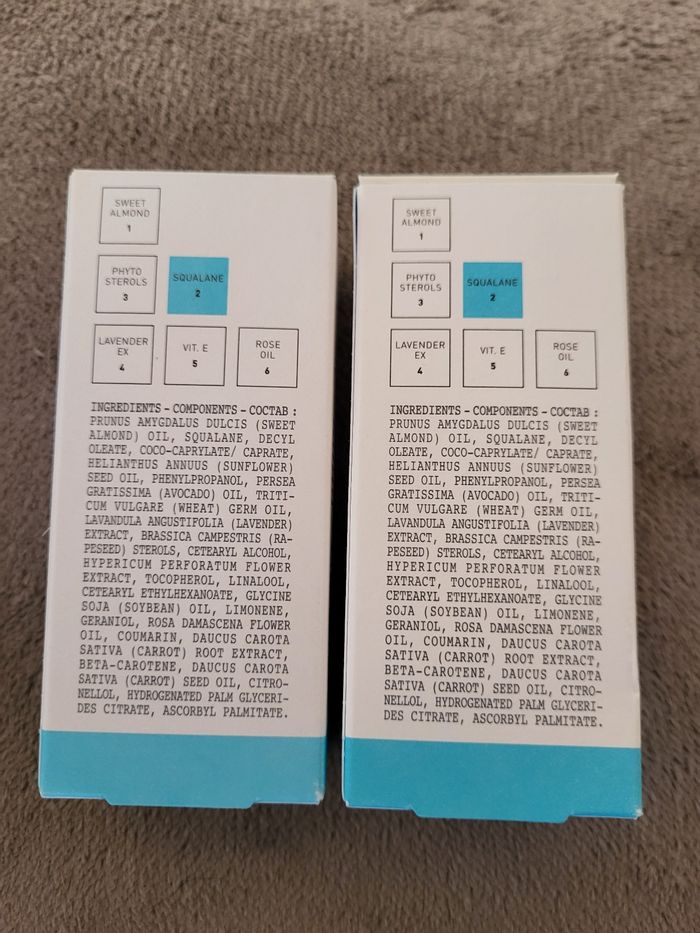 SWEET
ALMOND
1
PHYTO
STEROLS
3
SQUALANE
2
LAVENDER
EX
4
VIT. E
5
ROSE
OIL
6
INGREDIENTS - COMPONENTS - COCTAB :
PRUNUS AMYGDALUS DULCIS (SWEET
ALMOND) OIL, SQUALANE, DECYL
OLEATE, COCO-CAPRYLATE/ CAPRATE,
HELIANTHUS ANNUUS (SUNFLOWER)
SEED OIL, PHENYLPROPANOL, PERSEA
GRATISSIMA (AVOCADO) OIL, TRITI-
CUM VULGARE (WHEAT) GERM OIL,
LAVANDULA ANGUSTIFOLIA (LAVENDER)
EXTRACT, BRASSICA CAMPESTRIS (RA-
PESEED) STEROLS, CETEARYL ALCOHOL,
HYPERICUM PERFORATUM FLOWER
EXTRACT, TOCOPHEROL, LINALOOL,
CETEARYL ETHYLHEXANOATE, GLYCINE
SOJA (SOYBEAN) OIL, LIMONENE,
GERANIOL, ROSA DAMASCENA FLOWER
OIL, COUMARIN, DAUCUS CAROTA
SATIVA (CARROT) ROOT EXTRACT,
BETA-CAROTENE, DAUCUS CAROTA
SATIVA (CARROT) SEED OIL, CITRO-
NELLOL, HYDROGENATED PALM GLYCERI-
DES CITRATE, ASCORBYL PALMITATE.
SWEET
ALMOND
1
PHYTO
STEROLS
3
SQUALANE
2
LAVENDER
EX
4
VIT. E
5
ROSE
OIL
6
INGREDIENTS - COMPONENTS - COCTAB :
PRUNUS AMYGDALUS DULCIS (SWEET
ALMOND) OIL, SQUALANE, DECYL
OLEATE, COCO-CAPRYLATE/ CAPRATE,
HELIANTHUS ANNUUS (SUNFLOWER)
SEED OIL, PHENYLPROPANOL, PERSEA
GRATISSIMA (AVOCADO) OIL, TRITI-
CUM VULGARE (WHEAT) GERM OIL,
LAVANDULA ANGUSTIFOLIA (LAVENDER)
EXTRACT, BRASSICA CAMPESTRIS (RA-
PESEED) STEROLS, CETEARYL ALCOHOL,
HYPERICUM PERFORATUM FLOWER
EXTRACT, TOCOPHEROL, LINALOOL,
CETEARYL ETHYLHEXANOATE, GLYCINE
SOJA (SOYBEAN) OIL, LIMONENE,
GERANIOL, ROSA DAMASCENA FLOWER
OIL, COUMARIN, DAUCUS CAROTA
SATIVA (CARROT) ROOT EXTRACT,
BETA-CAROTENE, DAUCUS CAROTA
SATIVA (CARROT) SEED OIL, CITRO-
NELLOL, HYDROGENATED PALM GLYCERI-
DES CITRATE, ASCORBYL PALMITATE.